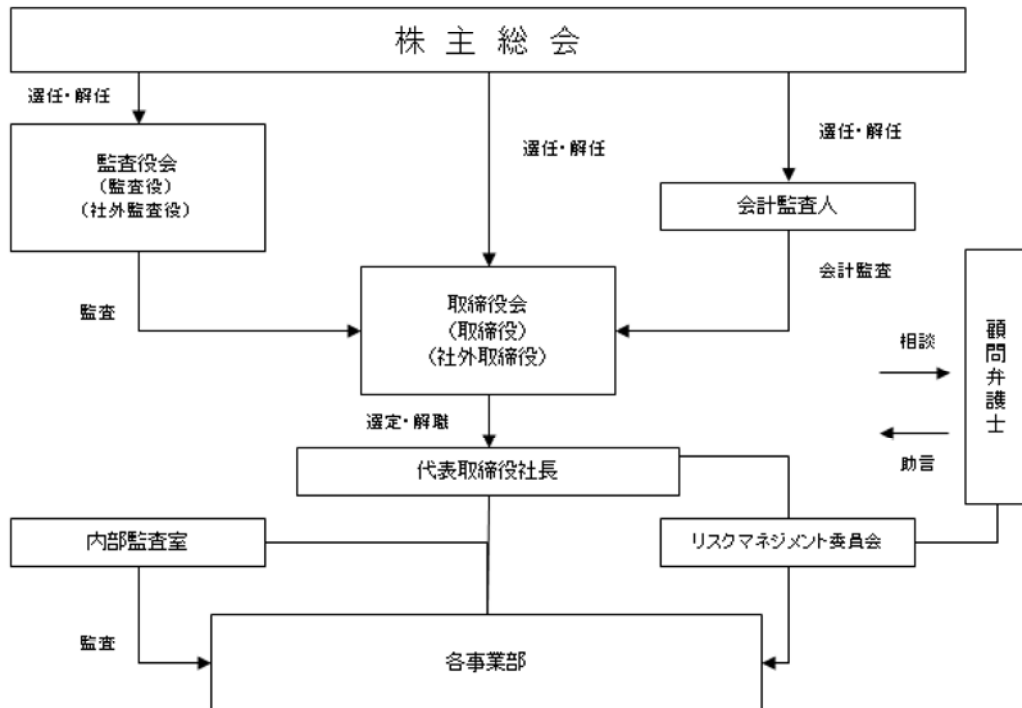 株主総会
選任・解任
選任・解任
選任・解任
監査役会
（監査役）
（社外監査役）
会計監査人
監査
会計監査
取締役会
（取締役）
（社外取締役）
相談
顧問弁護士
助言
選定・解職
代表取締役社長
内部監査室
リスクマネジメント委員会
監査
各事業部